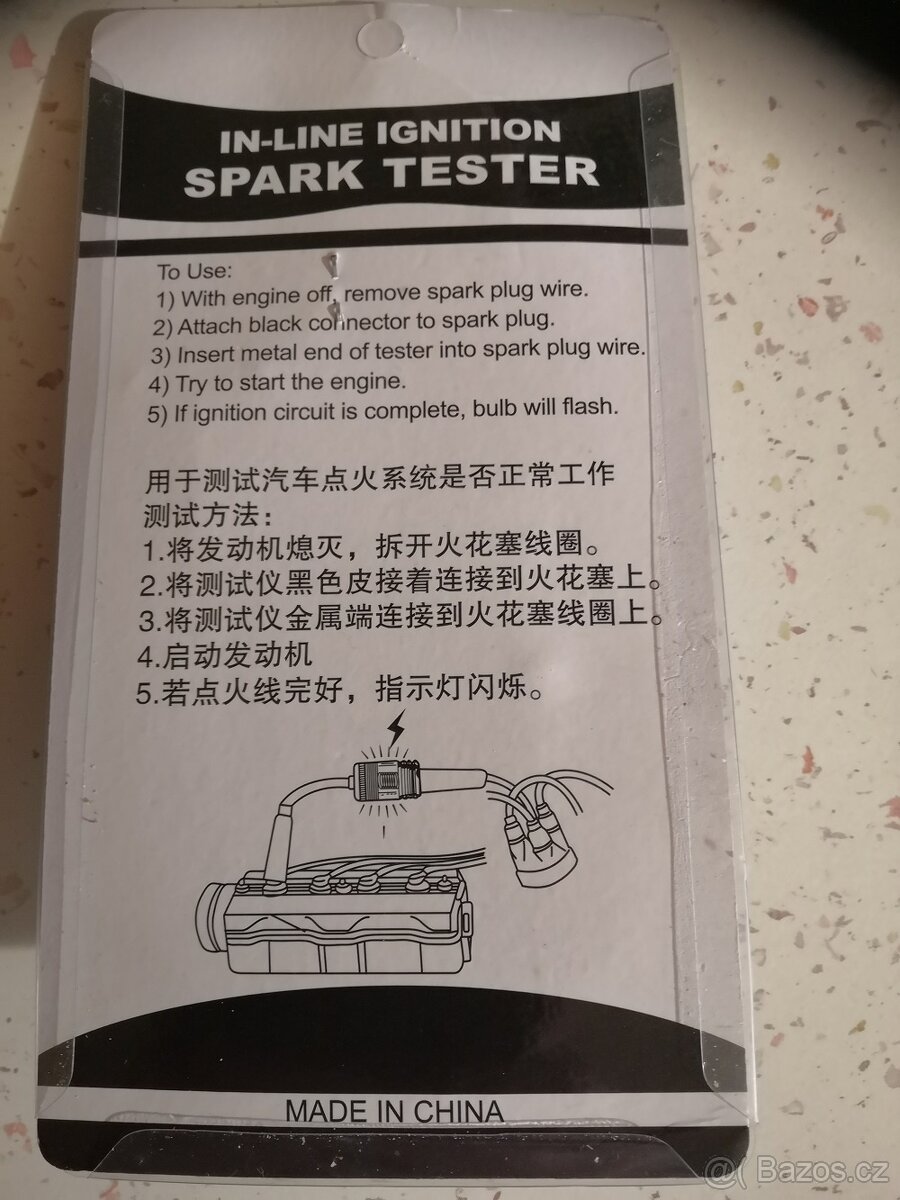 IN-LINE IGNITION
SPARK TESTER
To Use:
1) With engine off, remove spark plug wire.
2) Attach black connector to spark plug.
3) Insert metal end of tester into spark plug wire.
4) Try to start the engine.
5) If ignition circuit is complete, bulb will flash.
用于测试汽车点火系统是否正常工作
测试方法：
1.将发动机熄灭，拆开火花塞线圈。
2.将测试仪黑色皮接着连接到火花塞上。
3.将测试仪金属端连接到火花塞线圈上。
4.启动发动机
5.若点火线完好，指示灯闪烁。
MADE IN CHINA
@( Bazos.cz